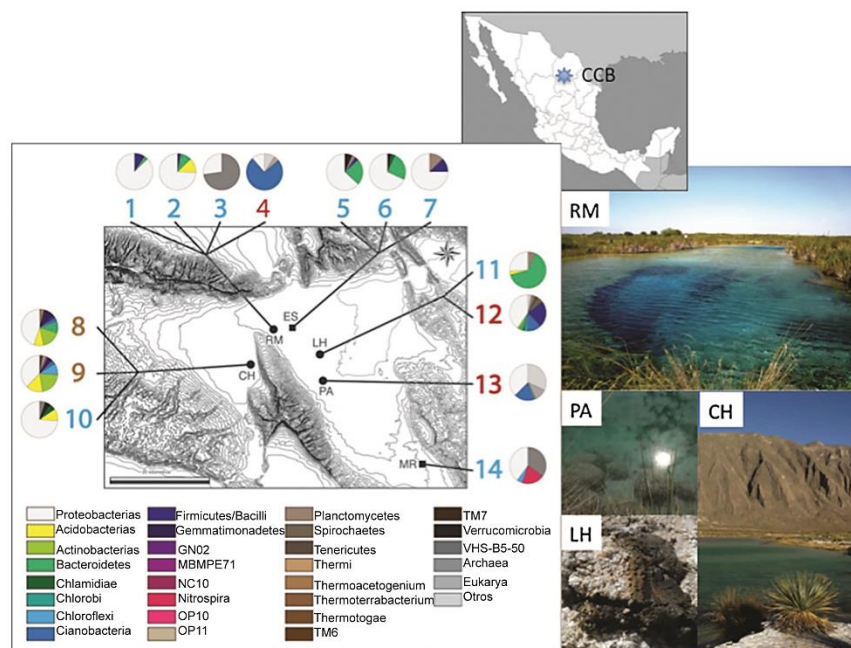 CCB
RM
1 2 3 4 5 6 7
11
12
ES
RM
LH
8
9
CH
PA
13
10
MR
14
PA
CH
LH
Proteobacterias
Acidobacterias
Actinobacterias
Bacteroidetes
Chlamidiae
Chlorobi
Chloroflexi
Cianobacteria
Firmicutes/Bacilli
Gemmatimonadetes
GN02
MBMPE71
NC10
Nitrospira
OP10
OP11
Planctomycetes
Spirochaetes
Tenericutes
Thermi
Thermoacetogenium
Thermoterrabacterium
Thermotogae
TM6
TM7
Verrucomicrobia
VHS-B5-50
Archaea
Eukarya
Otros